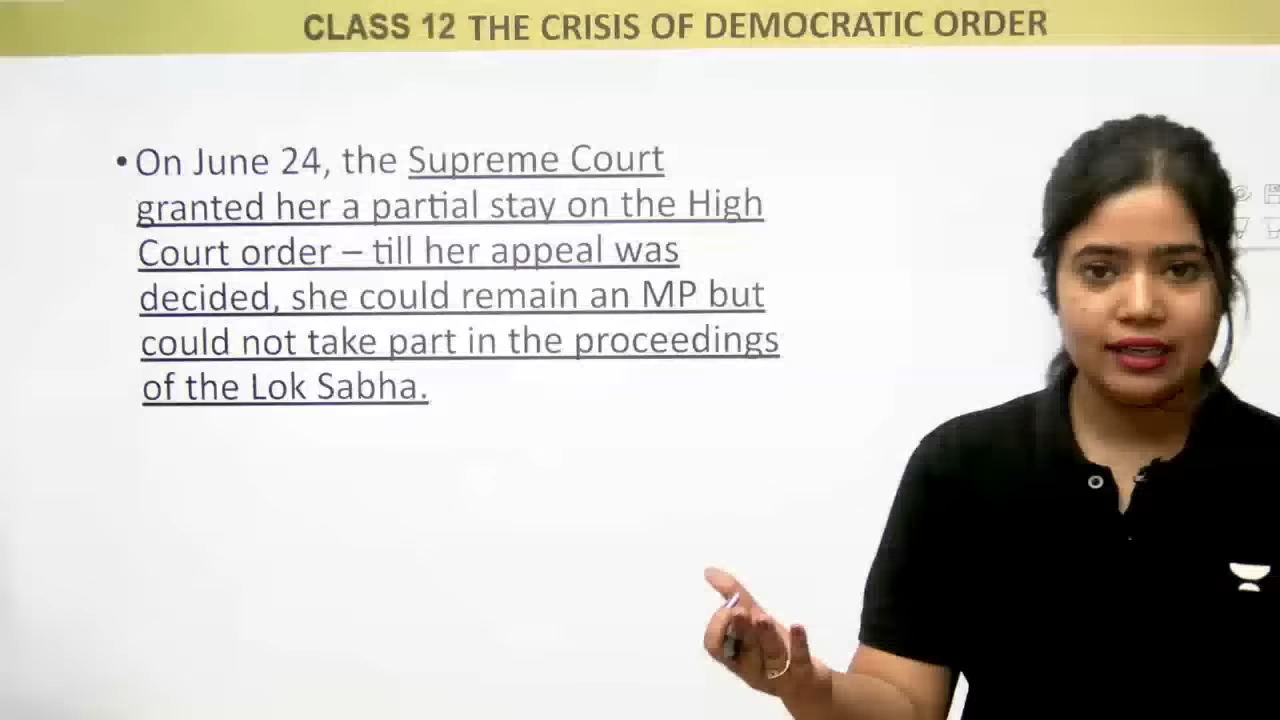 CLASS 12 THE CRISIS OF DEMOCRATIC ORDER
• On June 24, the Supreme Court
granted her a partial stay on the High
Court order – till her appeal was
decided, she could remain an MP but
could not take part in the proceedings
of the Lok Sabha.